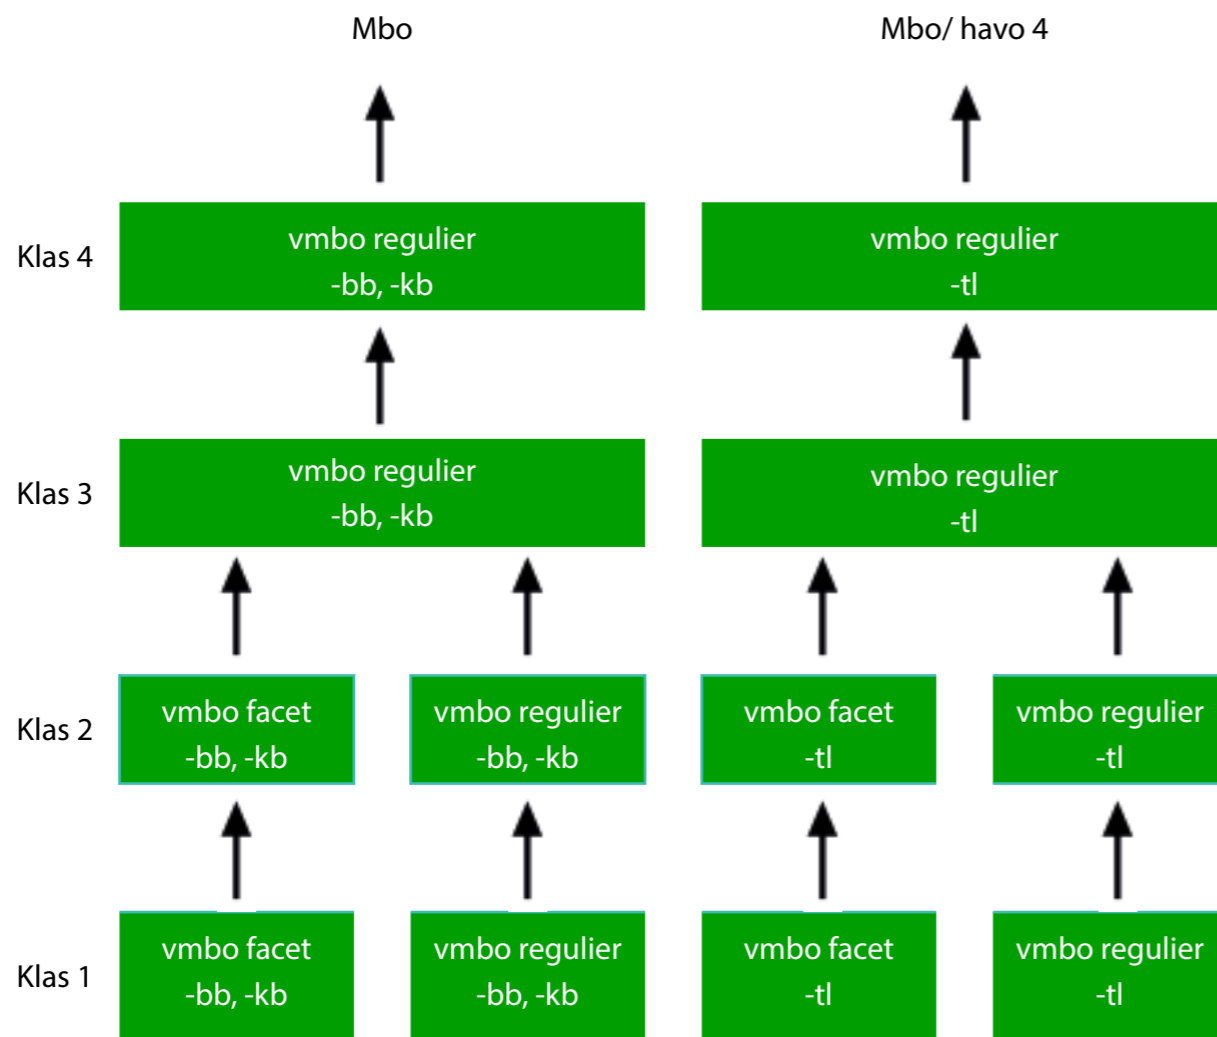 Mbo
Mbo/ havo 4
Klas 4
vmbo regulier
-bb, -kb
vmbo regulier
-tl
Klas 3
vmbo regulier
-bb, -kb
vmbo regulier
-tl
Klas 2
vmbo facet
-bb, -kb
vmbo regulier
-bb, -kb
vmbo facet
-tl
vmbo regulier
-tl
Klas 1
vmbo facet
-bb, -kb
vmbo regulier
-bb, -kb
vmbo facet
-tl
vmbo regulier
-tl